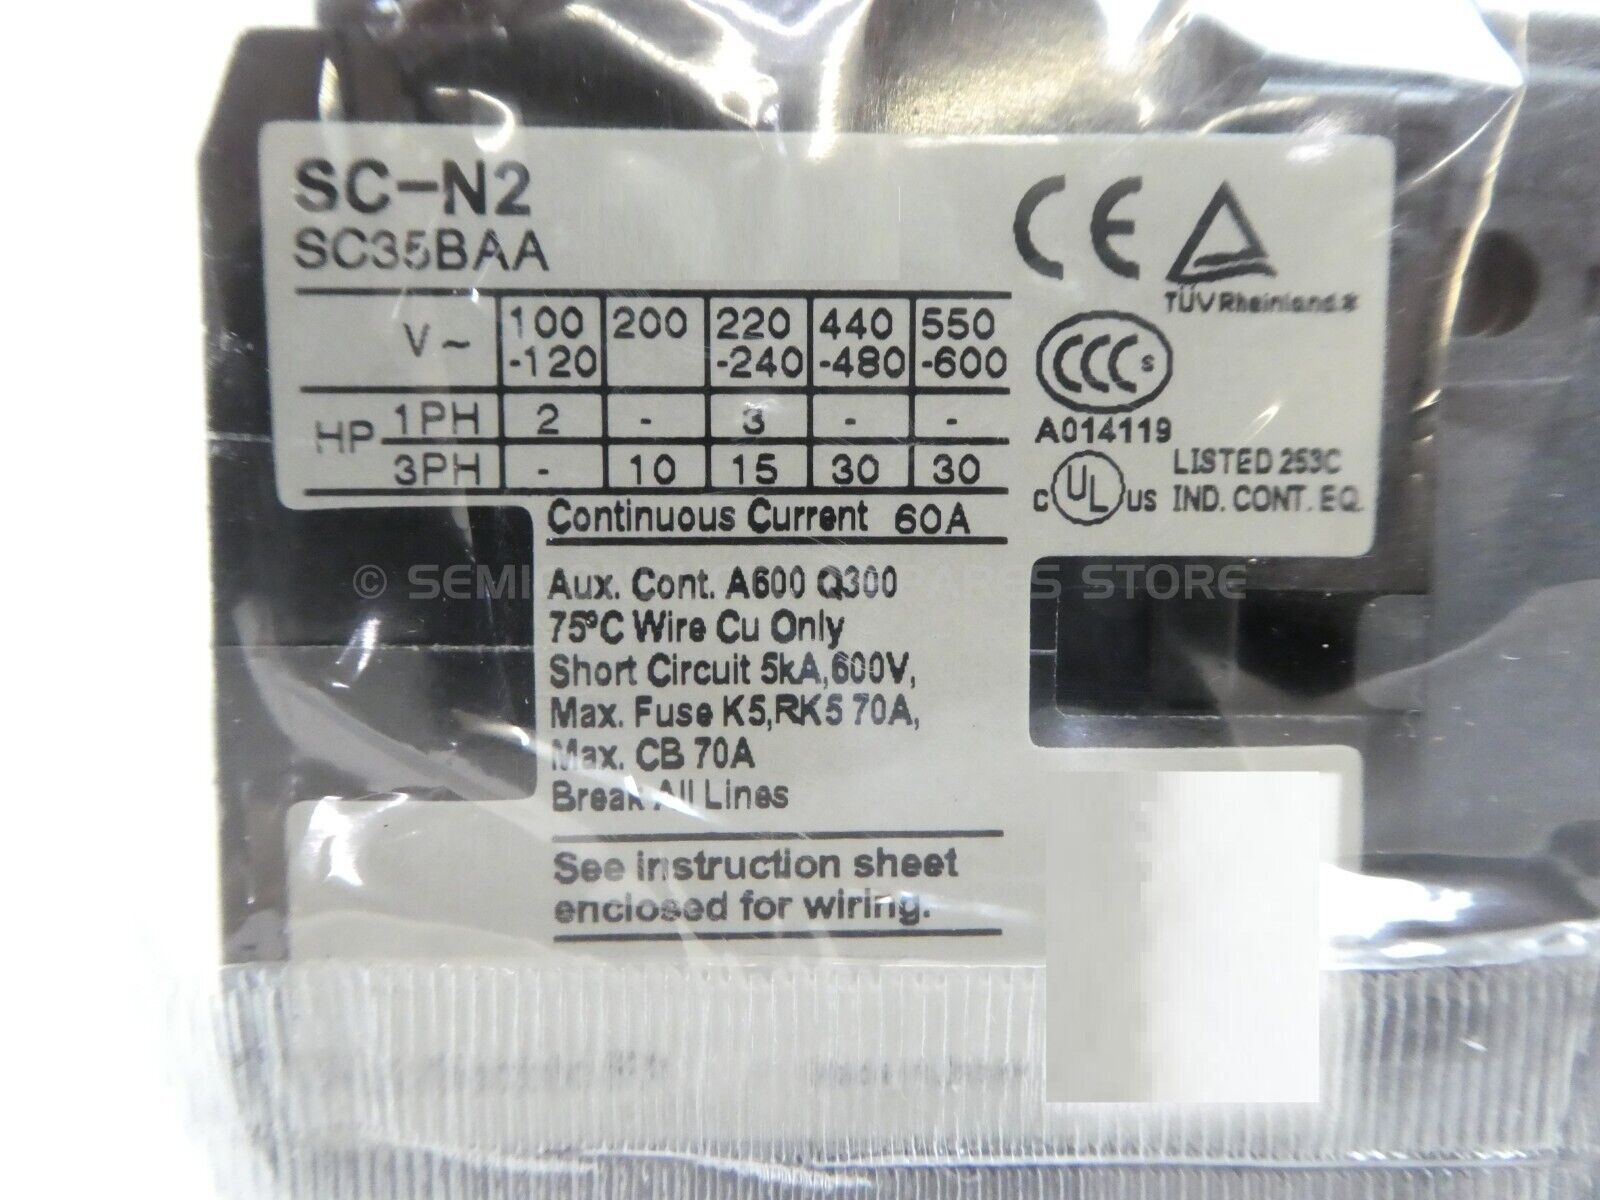 SC-N2
SC35BAA
CE
TÜVRheinland
V~ 100-120 200 220-240 440-480 550-600
HP 1PH 2 - 3 - -
3PH - 10 15 30 30
CCC S
A014119
C UL US LISTED 253C
IND. CONT. EQ.
Continuous Current 60A
Aux. Cont. A600 Q300
75°C Wire Cu Only
Short Circuit 5kA,600V,
Max. Fuse K5,RK5 70A,
Max. CB 70A
Break All Lines
See instruction sheet
enclosed for wiring.
© STORE